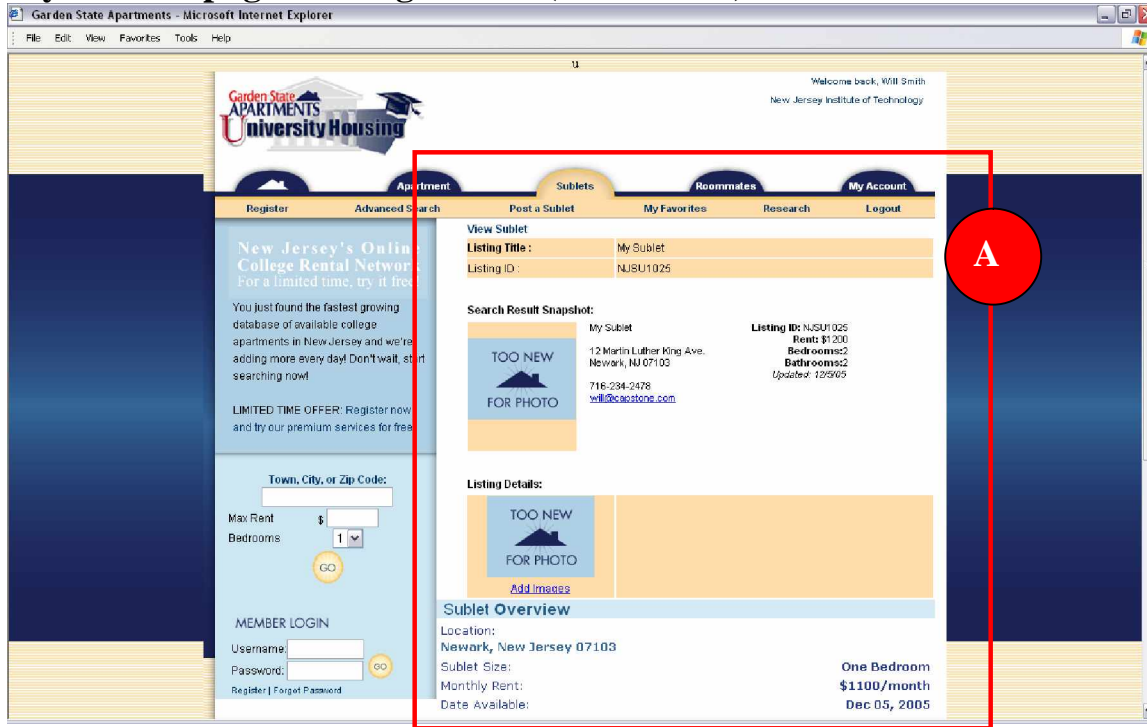 Garden State Apartments - Microsoft Internet Explorer
File Edit View Favorites Tools Help
u
Garden State
APARTMENTS
University Housing
Welcome back, Will Smith
New Jersey Institute of Technology
Apartment Sublets Roommates My Account
Register Advanced Search Post a Sublet My Favorites Research Logout
New Jersey's Online
College Rental Network
For a limited time, try it free!
You just found the fastest growing
database of available college
apartments in New Jersey and we're
adding more every day! Don't wait, start
searching now!
LIMITED TIME OFFER: Register now
and try our premium services for free
Town, City, or Zip Code:
Max Rent $
Bedrooms 1
GO
MEMBER LOGIN
Username:
Password: GO
Register | Forgot Password
View Sublet
Listing Title : My Sublet
Listing ID : NJSU1025
A
Search Result Snapshot:
TOO NEW
FOR PHOTO
My Sublet
12 Martin Luther King Ave.
Newark, NJ 07103
716-234-2478
will@capstone.com
Listing ID: NJSU1025
Rent: $1200
Bedrooms:2
Bathrooms:2
Updated: 12/5/05
Listing Details:
TOO NEW
FOR PHOTO
Add Images
Sublet Overview
Location:
Newark, New Jersey 07103
Sublet Size: One Bedroom
Monthly Rent: $1100/month
Date Available: Dec 05, 2005